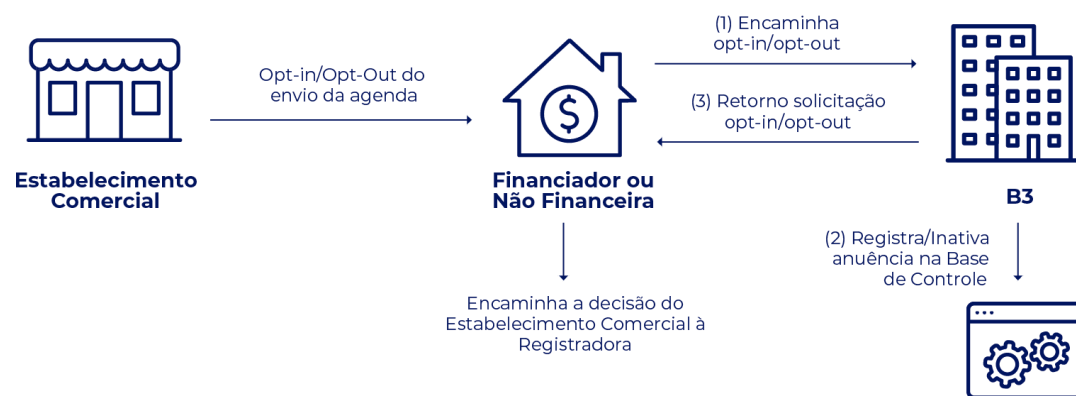 Opt-in/Opt-Out do
envio da agenda
Estabelecimento
Comercial
$
Financiador ou
Não Financeira
Encaminha a decisão do
Estabelecimento Comercial à
Registradora
(1) Encaminha
opt-in/opt-out
(3) Retorno solicitação
opt-in/opt-out
B3
(2) Registra/Inativa
anuência na Base
de Controle